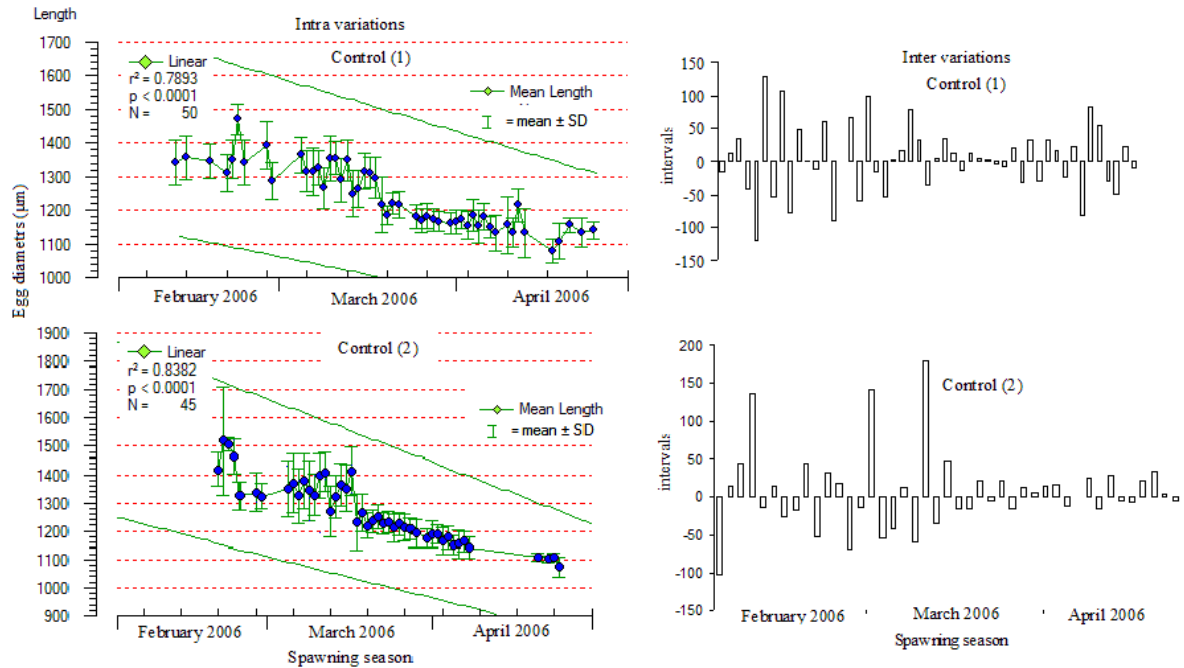 Length
Intra variations
1700
1600
1500
1400
1300
1200
1100
1000
Control (1)
Linear
r² = 0.7893
p < 0.0001
N = 50
Mean Length
= mean ± SD
February 2006
March 2006
April 2006
Egg diametrs (µm)
Inter variations
Control (1)
150
100
50
0
-50
-100
-150
intervals
1900
1800
1700
1600
1500
1400
1300
1200
1100
1000
900
Control (2)
Linear
r² = 0.8382
p < 0.0001
N = 45
Mean Length
= mean ± SD
February 2006
March 2006
April 2006
Spawning season
200
150
100
50
0
-50
-100
-150
intervals
Control (2)
February 2006
March 2006
April 2006
Spawning season